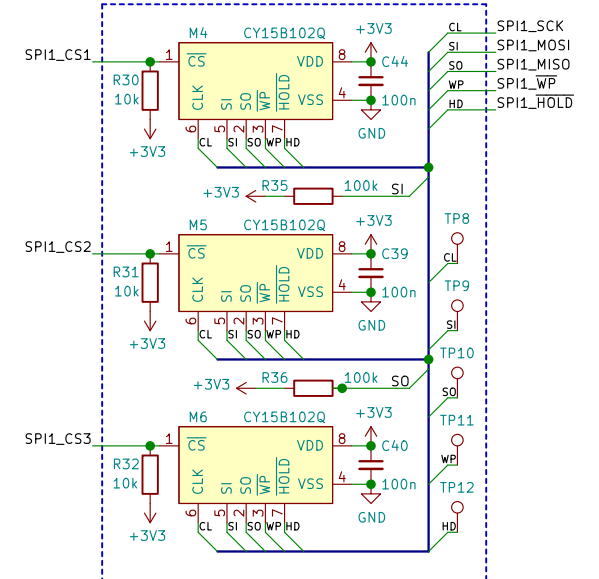 M4 CY15B102Q +3V3 CL SPI1_SCK
SI SPI1_MOSI
SPI1_CS1 1 CS VDD 8 C44 SO SPI1_MISO
R30 WP SPI1_WP
10k CLK SI SO WP HOLD VSS 4 100n HD SPI1_HOLD
6 5 2 3 7 GND
+3V3 CL SI SO WP HD
+3V3 R35 100k SI
M5 CY15B102Q +3V3 TP8
SPI1_CS2 1 CS VDD 8 C39 CL
R31 TP9
10k CLK SI SO WP HOLD VSS 4 100n
6 5 2 3 7 GND SI
+3V3 CL SI SO WP HD
TP10
+3V3 R36 100k SO SO
M6 CY15B102Q +3V3 TP11
SPI1_CS3 1 CS VDD 8 C40
R32 WP
10k CLK SI SO WP HOLD VSS 4 100n TP12
6 5 2 3 7 GND
+3V3 CL SI SO WP HD HD